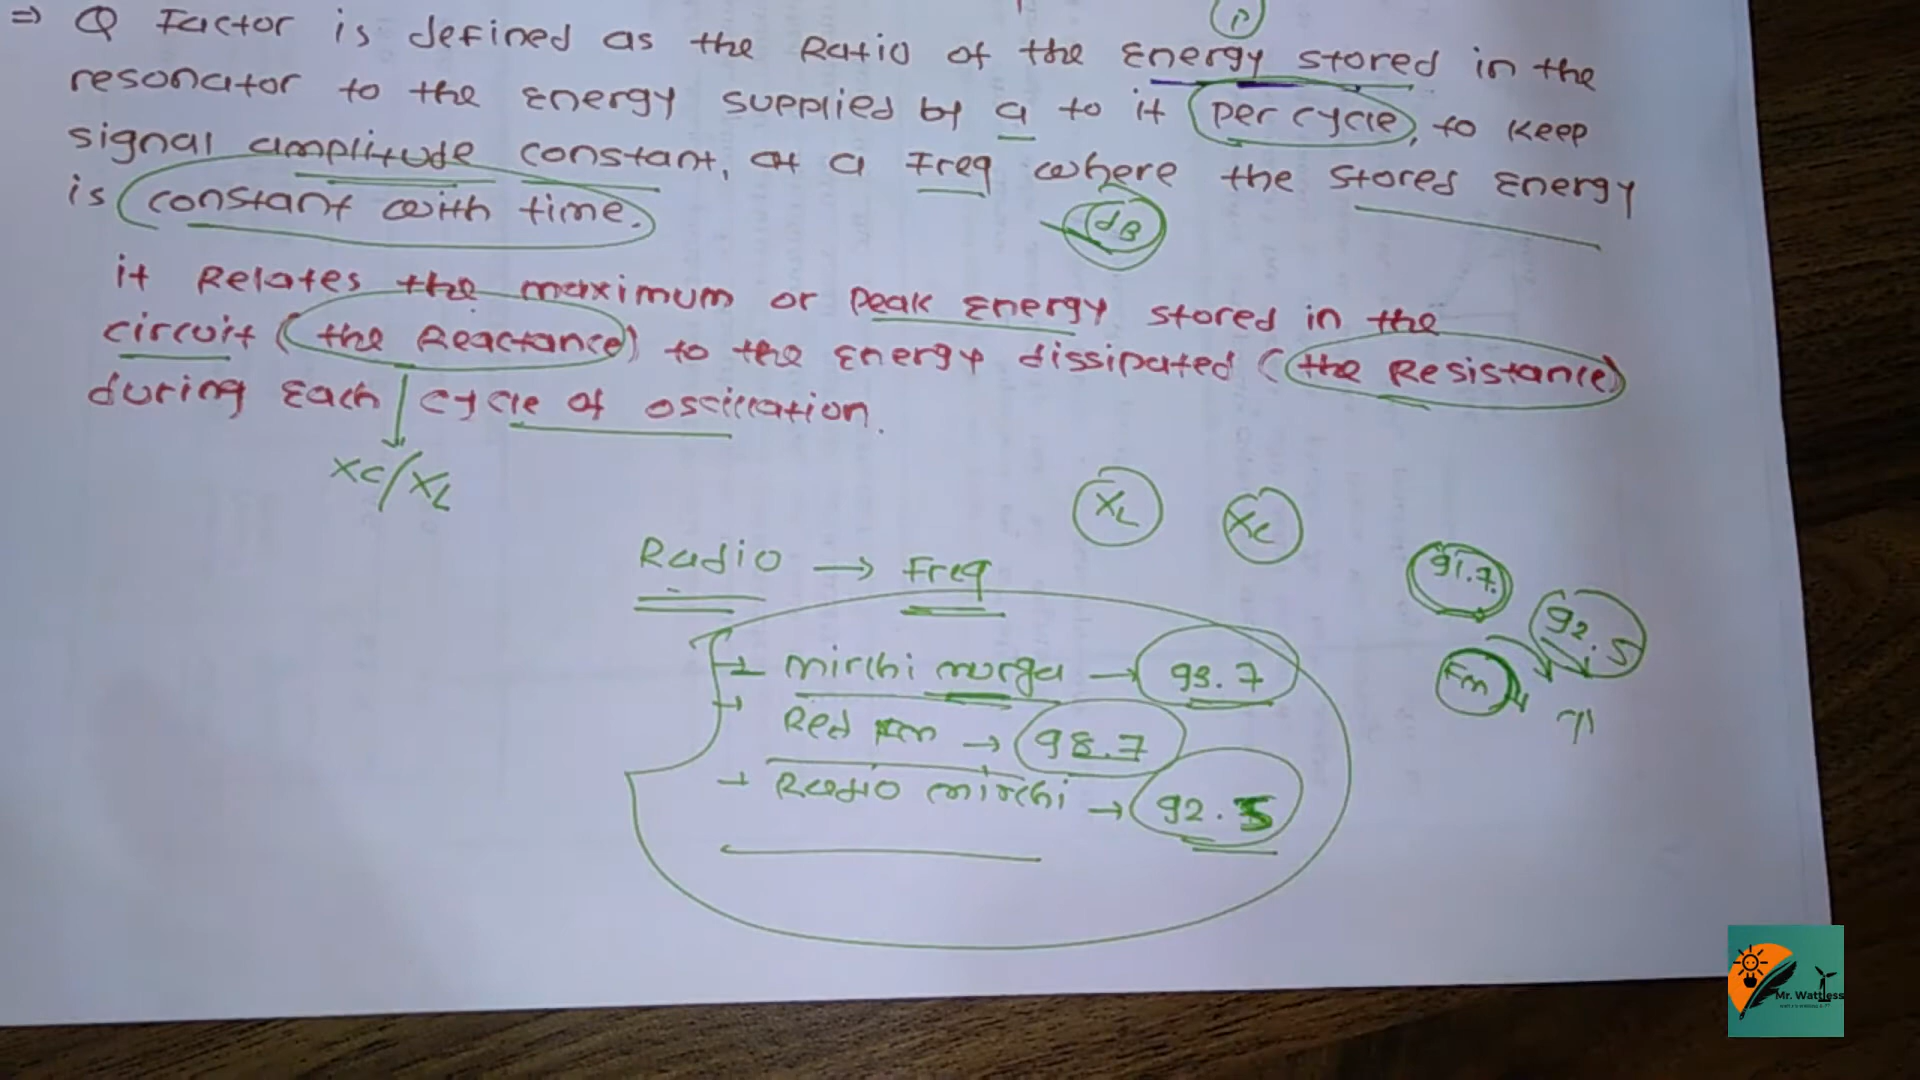 P
⇒ Q Factor is defined as the Ratio of the Energy stored in the
resonator to the Energy supplied by a to it per cycle, to keep
signal amplitude constant, at a Freq where the stored Energy
is constant with time.
dB
it Relates the maximum or peak Energy stored in the
circuit (the Reactance) to the Energy dissipated (the Resistance)
during Each cycle of oscillation.
XC/XL
XL XC
Radio → Freq
91.7
92.5
Fm
→ mirchi murga → 93.7
→ Red Fm → 98.7
→ Radio mirchi → 92.5
Mr. Wattless